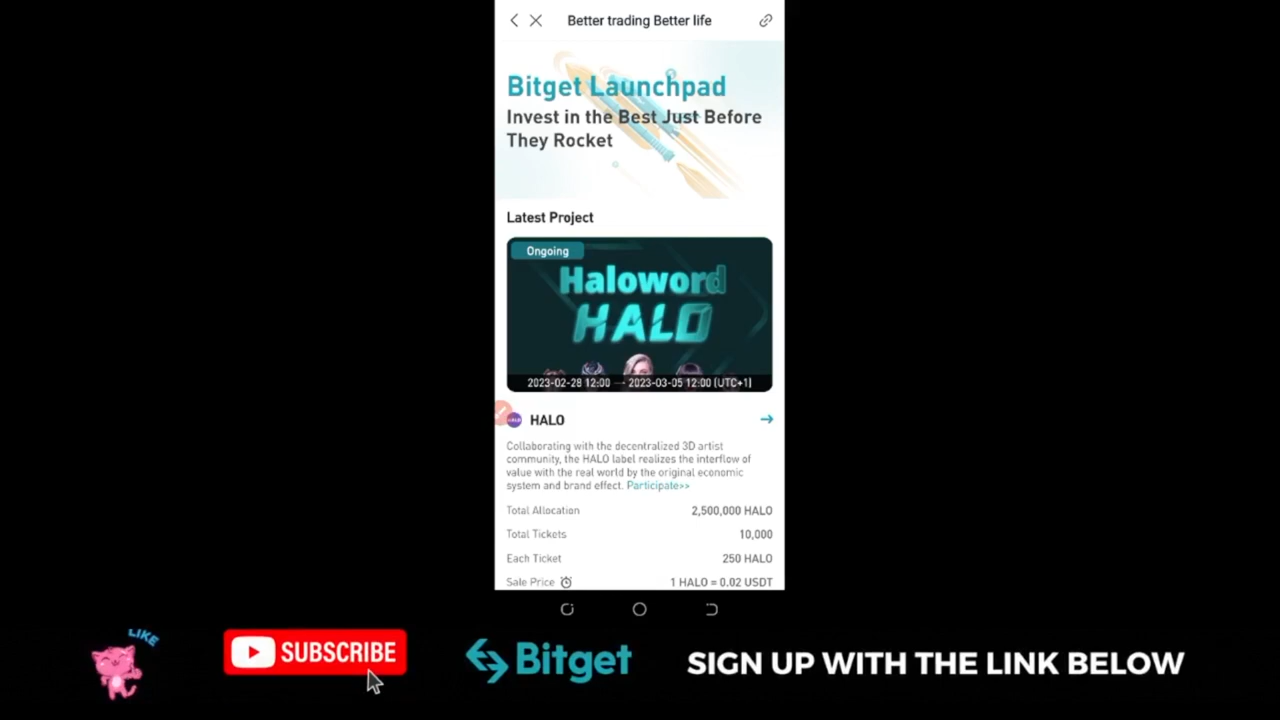 Better trading Better life
Bitget Launchpad
Invest in the Best Just Before
They Rocket
Latest Project
Ongoing
Haloword
HALO
2023-02-28 12:00 → 2023-03-05 12:00 (UTC+1)
HALO
HALO
Collaborating with the decentralized 3D artist
community, the HALO label realizes the interflow of
value with the real world by the original economic
system and brand effect. Participate>>
Total Allocation 2,500,000 HALO
Total Tickets 10,000
Each Ticket 250 HALO
Sale Price 1 HALO = 0.02 USDT
LIKE
SUBSCRIBE
Bitget
SIGN UP WITH THE LINK BELOW